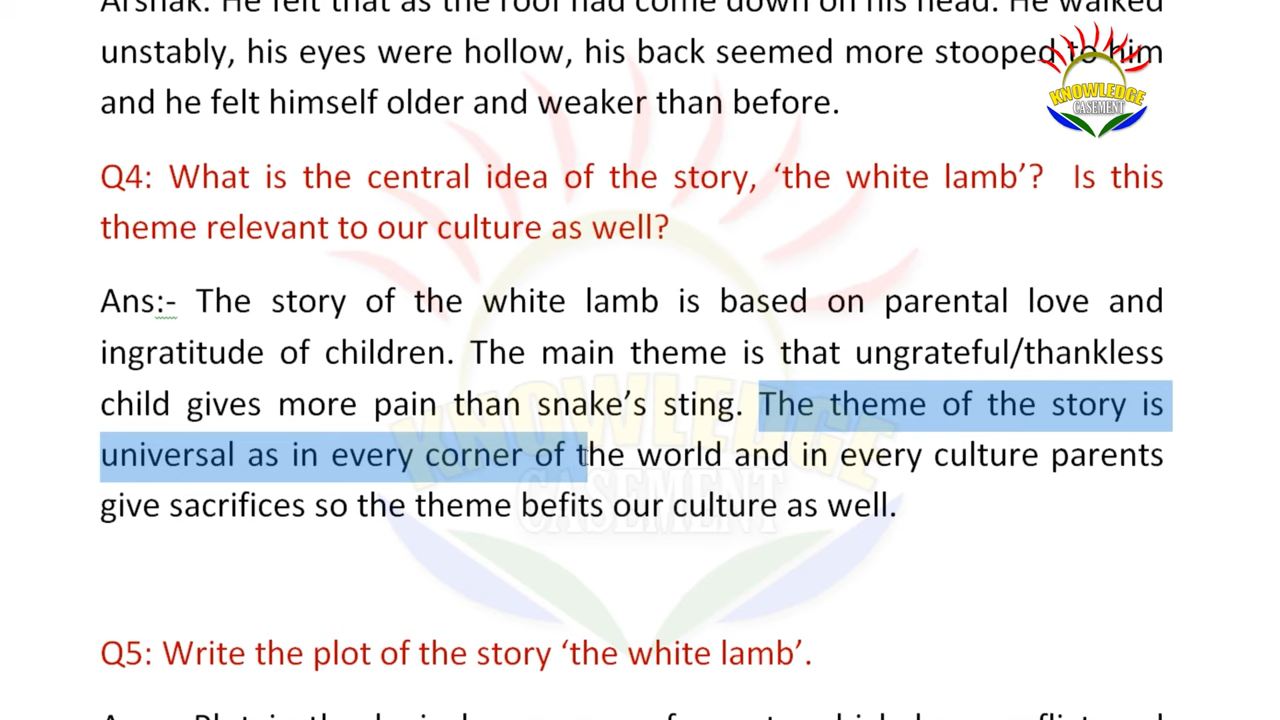 Arshak. He felt that as the roof had come down on his head. He walked
unstably, his eyes were hollow, his back seemed more stooped to him
and he felt himself older and weaker than before.
KNOWLEDGE
CASEMENT
Q4: What is the central idea of the story, ‘the white lamb’? Is this
theme relevant to our culture as well?
Ans:- The story of the white lamb is based on parental love and
ingratitude of children. The main theme is that ungrateful/thankless
child gives more pain than snake’s sting. The theme of the story is
universal as in every corner of the world and in every culture parents
give sacrifices so the theme befits our culture as well.
KNOWLEDGE
CASEMENT
Q5: Write the plot of the story ‘the white lamb’.